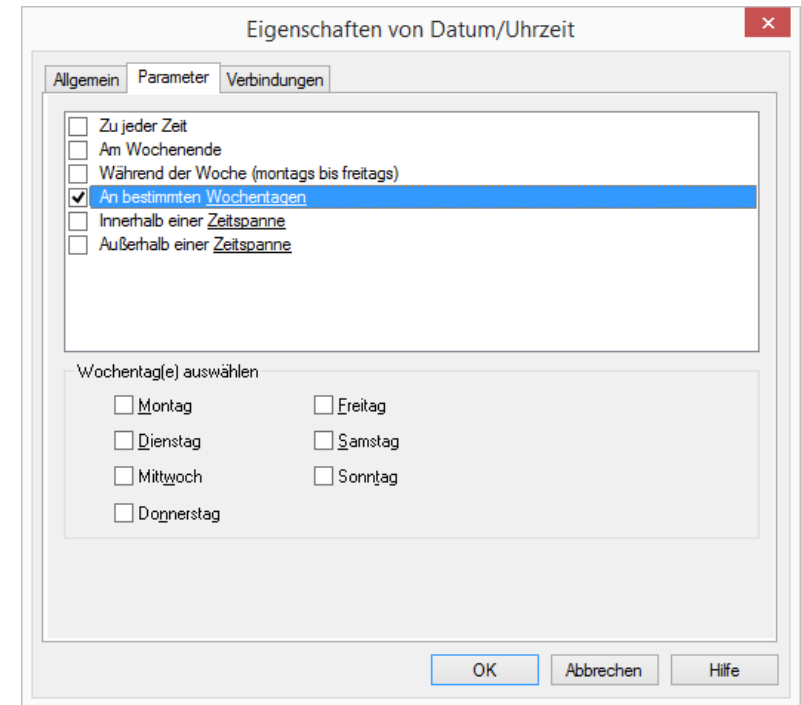 Eigenschaften von Datum/Uhrzeit
Allgemein Parameter Verbindungen
Zu jeder Zeit
Am Wochenende
Während der Woche (montags bis freitags)
An bestimmten Wochentagen
Innerhalb einer Zeitspanne
Außerhalb einer Zeitspanne
Wochentag(e) auswählen
Montag Freitag
Dienstag Samstag
Mittwoch Sonntag
Donnerstag
OK Abbrechen Hilfe